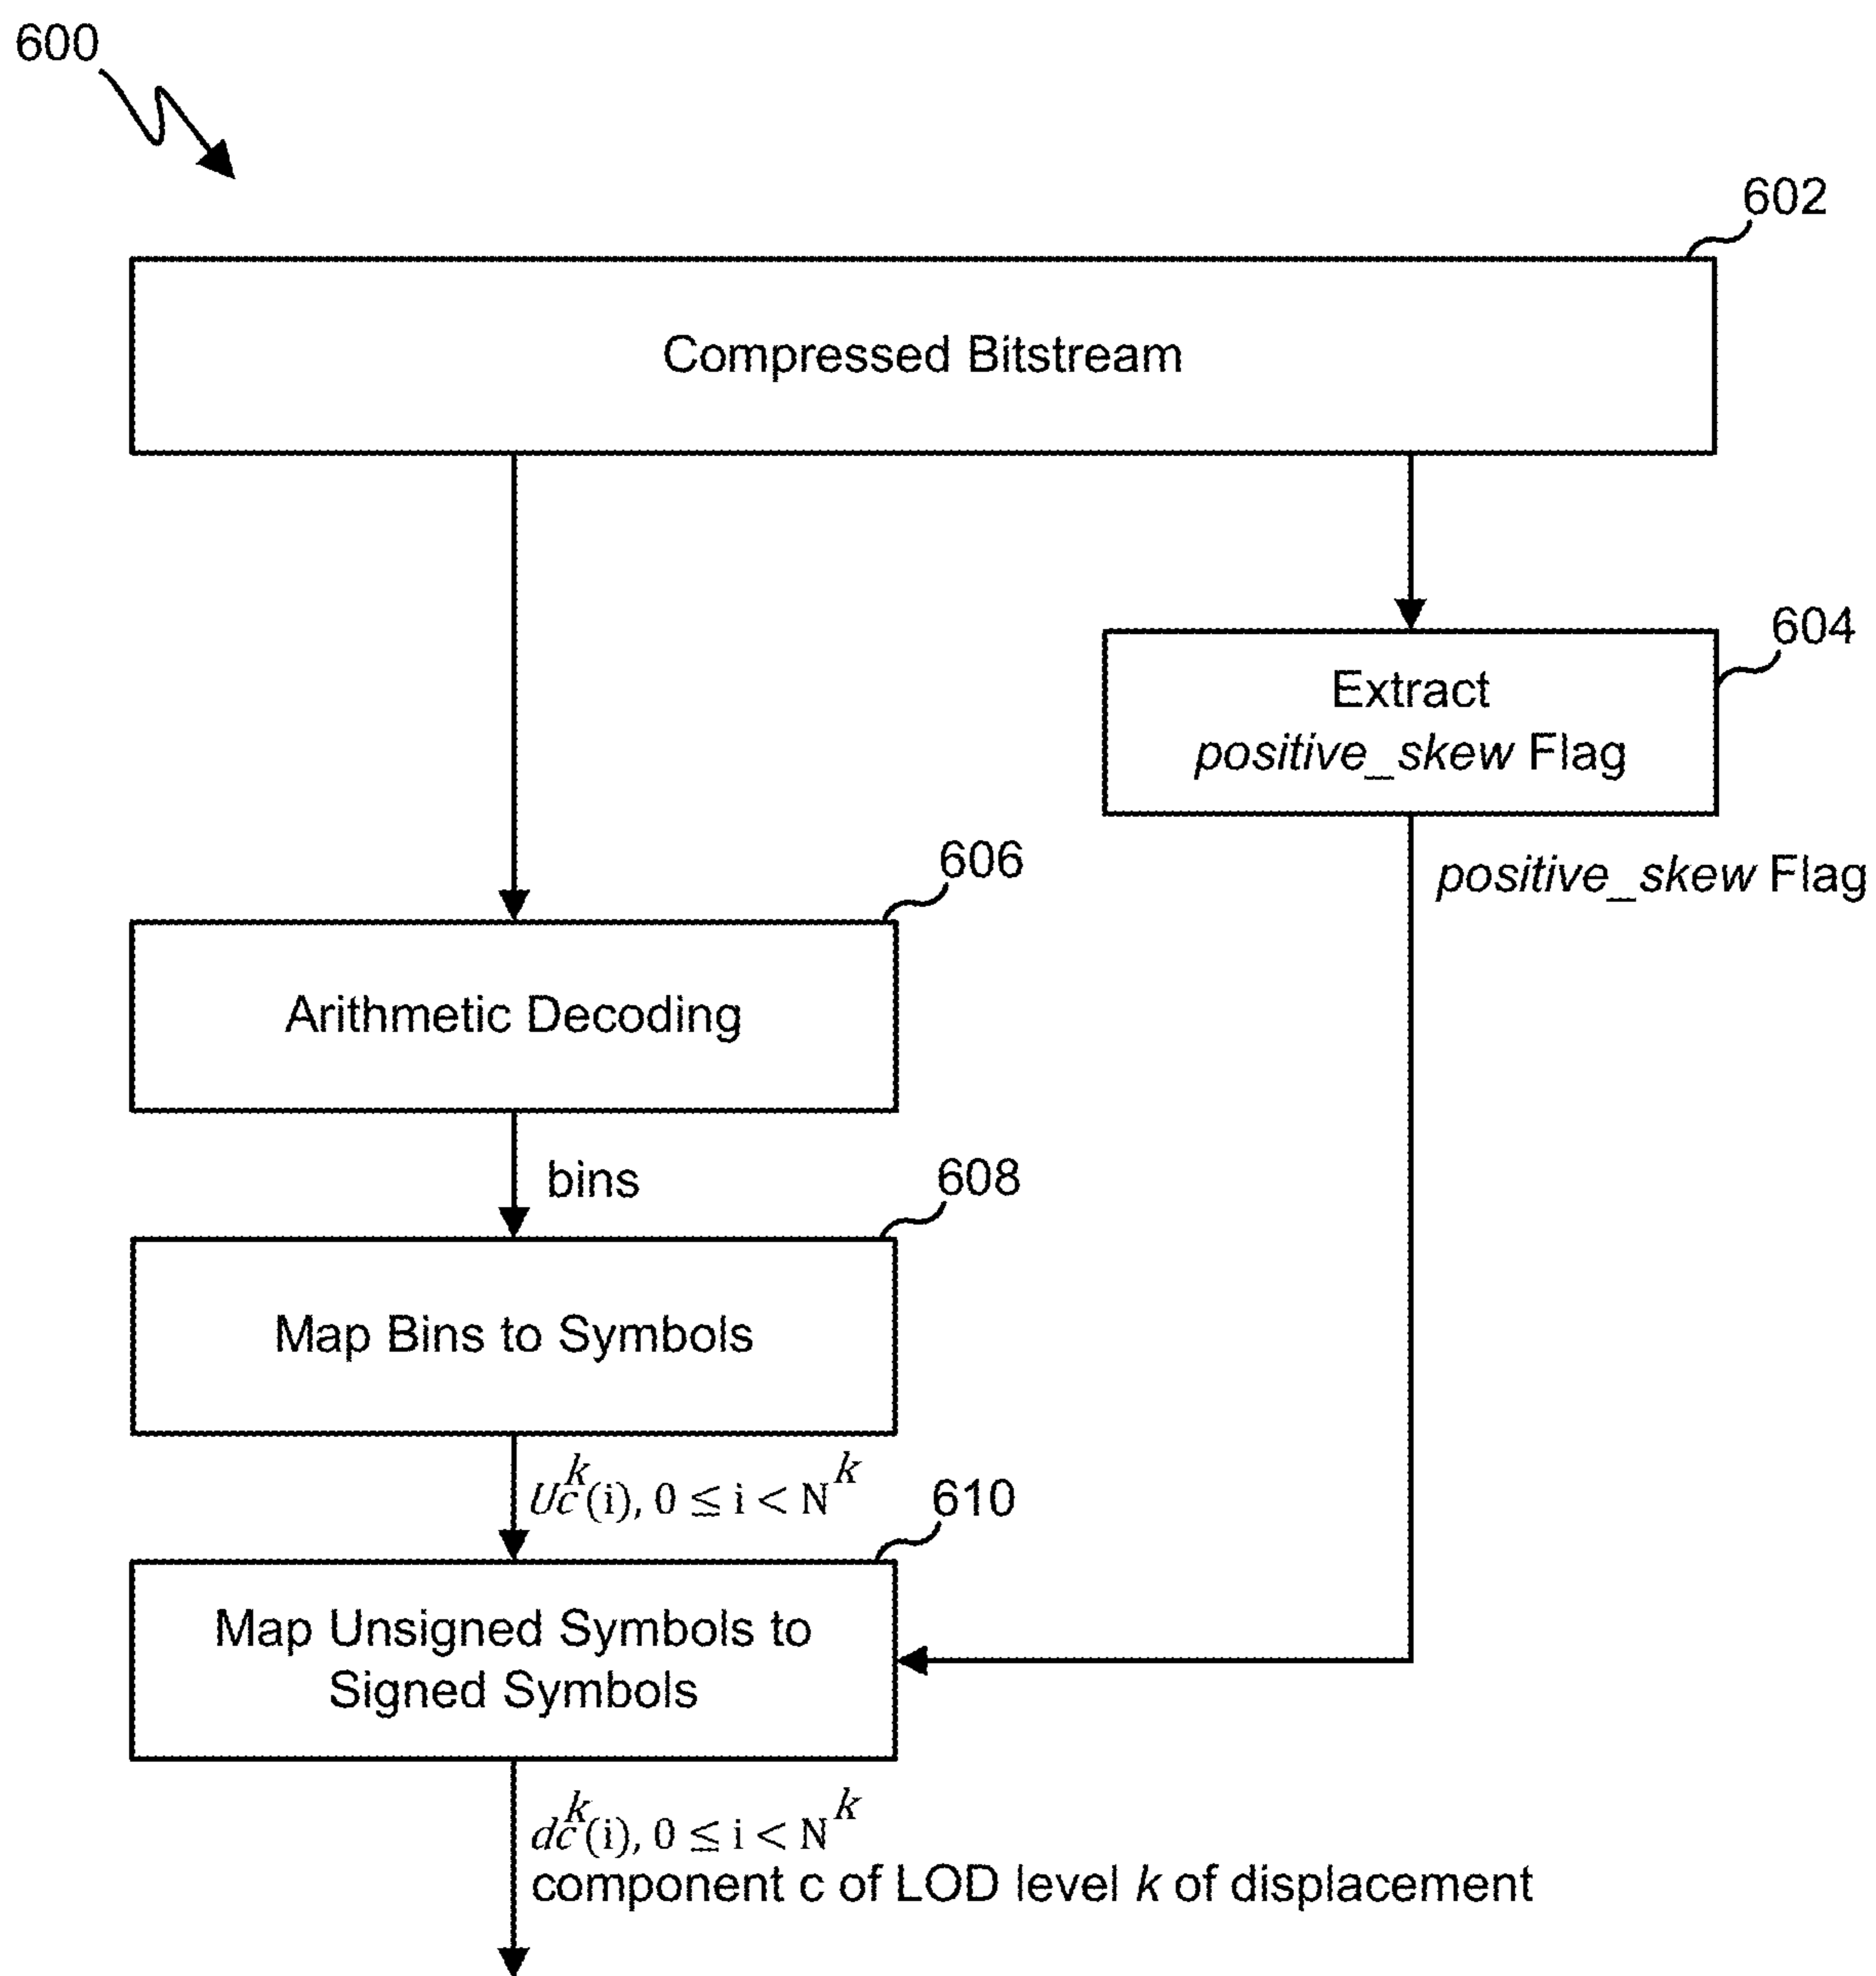 600
602
Compressed Bitstream
604
Extract
positive_skew Flag
positive_skew Flag
606
Arithmetic Decoding
bins
608
Map Bins to Symbols
Uc^k(i), 0 ≤ i < N^k
610
Map Unsigned Symbols to
Signed Symbols
dc^k(i), 0 ≤ i < N^k
component c of LOD level k of displacement